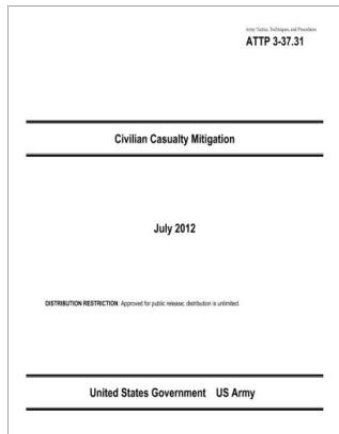 Army Tactics, Techniques, and Procedures
ATTP 3-37.31
Civilian Casualty Mitigation
July 2012
DISTRIBUTION RESTRICTION: Approved for public release; distribution is unlimited.
United States Government US Army